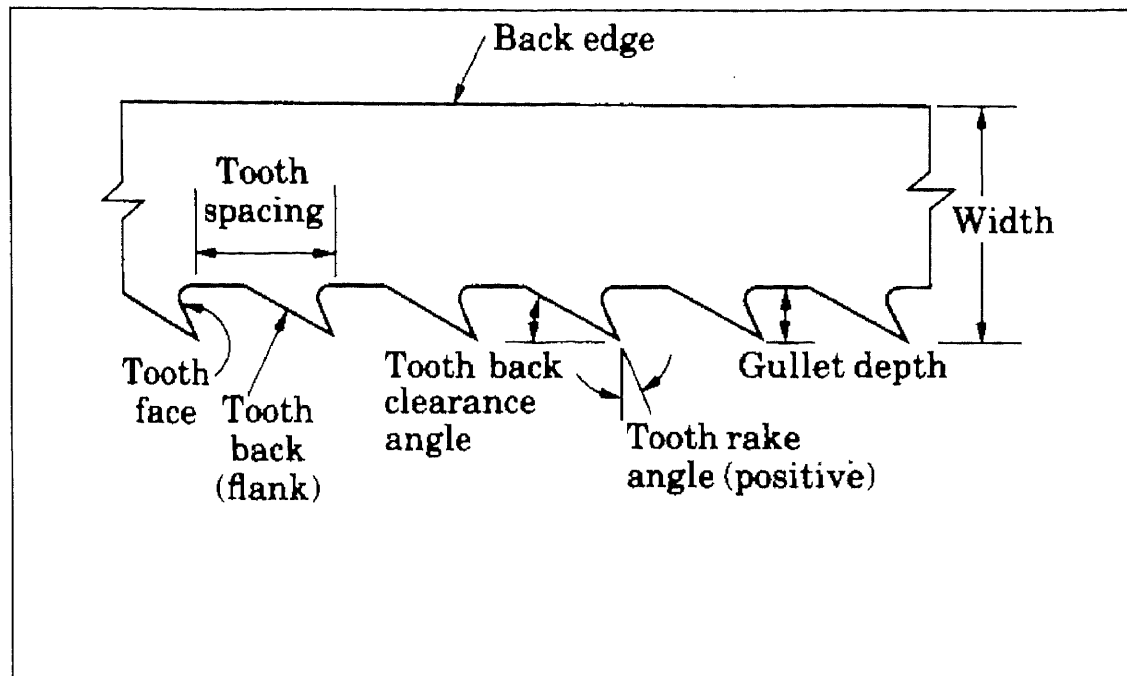 Back edge
Tooth
spacing
Width
Tooth
face
Tooth
back
(flank)
Tooth back
clearance
angle
Tooth rake
angle (positive)
Gullet depth